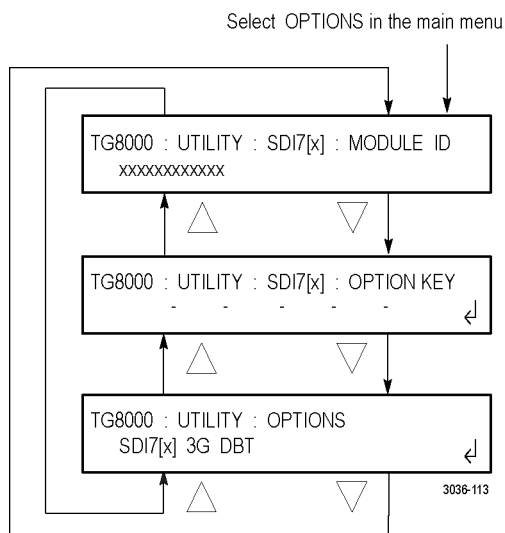 Select OPTIONS in the main menu
TG8000 : UTILITY : SDI7[x] : MODULE ID
xxxxxxxxxxxx
TG8000 : UTILITY : SDI7[x] : OPTION KEY
- - - - -
TG8000 : UTILITY : OPTIONS
SDI7[x] 3G DBT
3036-113